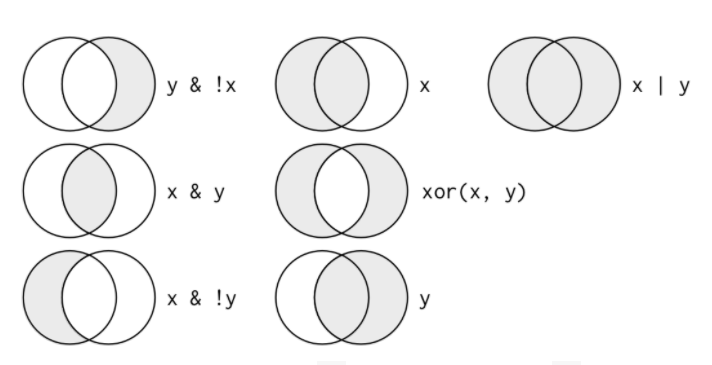 y & !x
x
x | y
x & y
xor(x, y)
x & !y
y